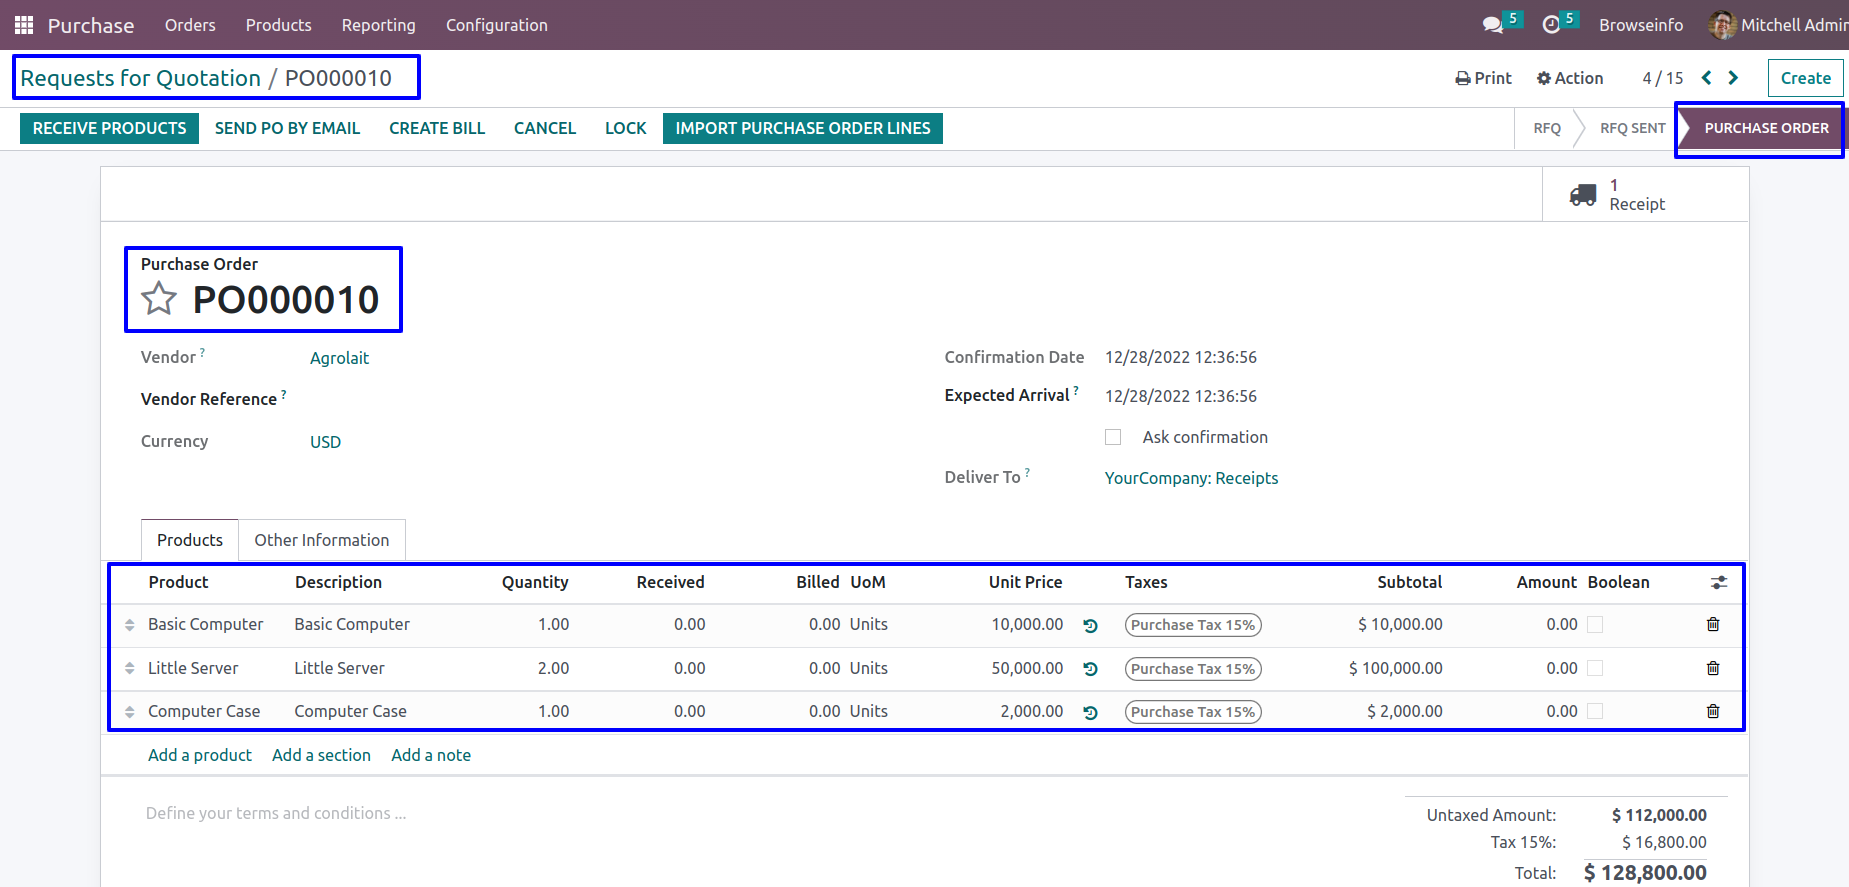 Purchase Orders Products Reporting Configuration 5 5 Browseinfo Mitchell Admin
Requests for Quotation / PO000010 Print Action 4 / 15 Create
RECEIVE PRODUCTS SEND PO BY EMAIL CREATE BILL CANCEL LOCK IMPORT PURCHASE ORDER LINES RFQ RFQ SENT PURCHASE ORDER
1
Receipt
Purchase Order
PO000010
Vendor ? Agrolait Confirmation Date 12/28/2022 12:36:56
Vendor Reference ? Expected Arrival ? 12/28/2022 12:36:56
Currency USD Ask confirmation
Deliver To ? YourCompany: Receipts
Products Other Information
Product Description Quantity Received Billed UoM Unit Price Taxes Subtotal Amount Boolean
Basic Computer Basic Computer 1.00 0.00 0.00 Units 10,000.00 Purchase Tax 15% $ 10,000.00 0.00
Little Server Little Server 2.00 0.00 0.00 Units 50,000.00 Purchase Tax 15% $ 100,000.00 0.00
Computer Case Computer Case 1.00 0.00 0.00 Units 2,000.00 Purchase Tax 15% $ 2,000.00 0.00
Add a product Add a section Add a note
Define your terms and conditions ...
Untaxed Amount: $ 112,000.00
Tax 15%: $ 16,800.00
Total: $ 128,800.00